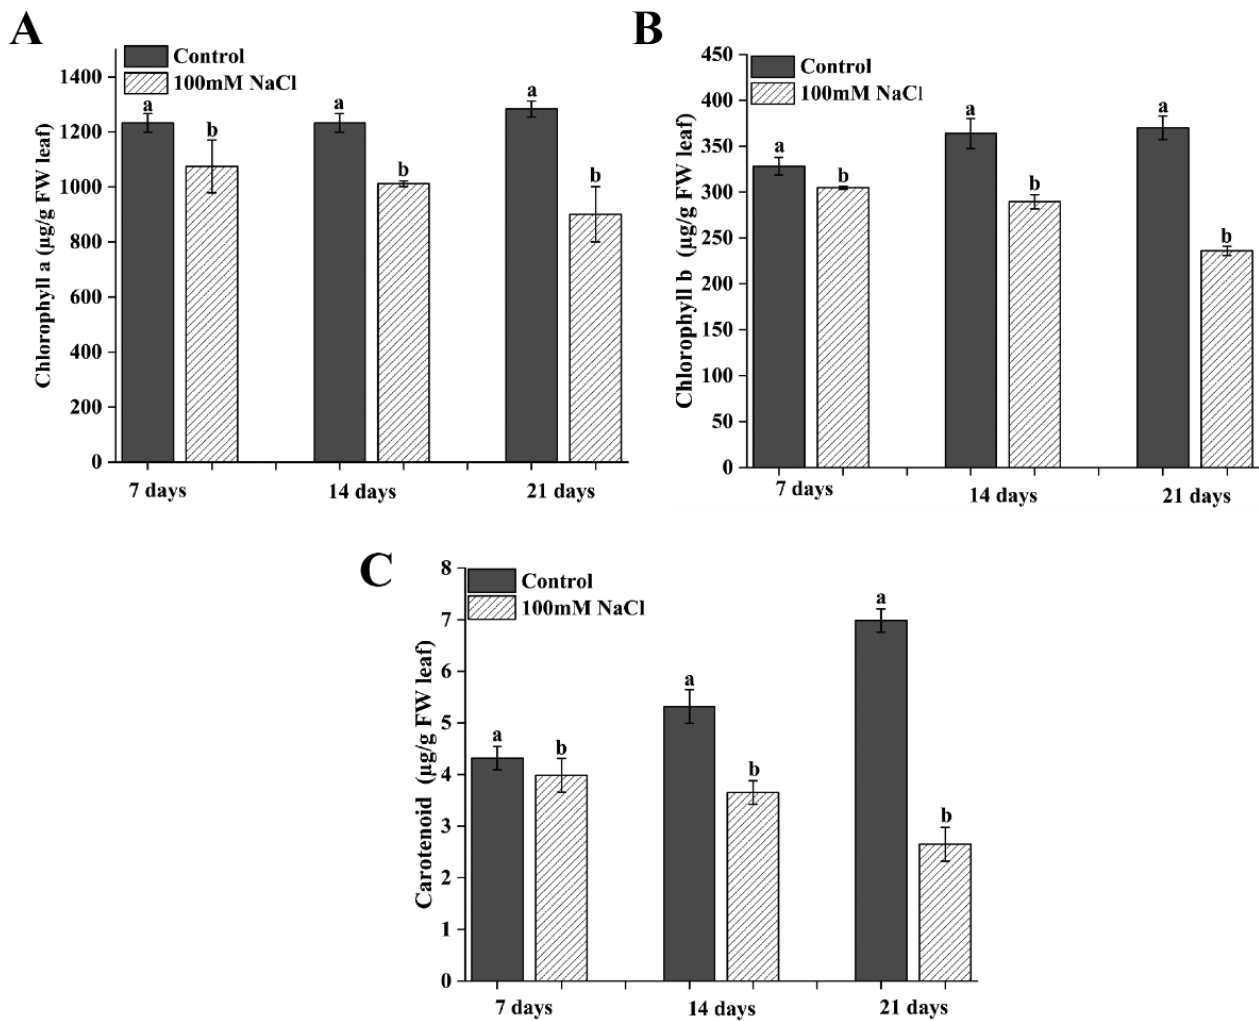 A
Control
100mM NaCl
Chlorophyll a (µg/g FW leaf)
1400
1200
1000
800
600
400
200
0
a
b
a
b
a
b
7 days
14 days
21 days
B
Control
100mM NaCl
Chlorophyll b (µg/g FW leaf)
450
400
350
300
250
200
150
100
50
0
a
b
a
b
a
b
7 days
14 days
21 days
C
Control
100mM NaCl
Carotenoid (µg/g FW leaf)
8
7
6
5
4
3
2
1
0
a
b
a
b
a
b
7 days
14 days
21 days